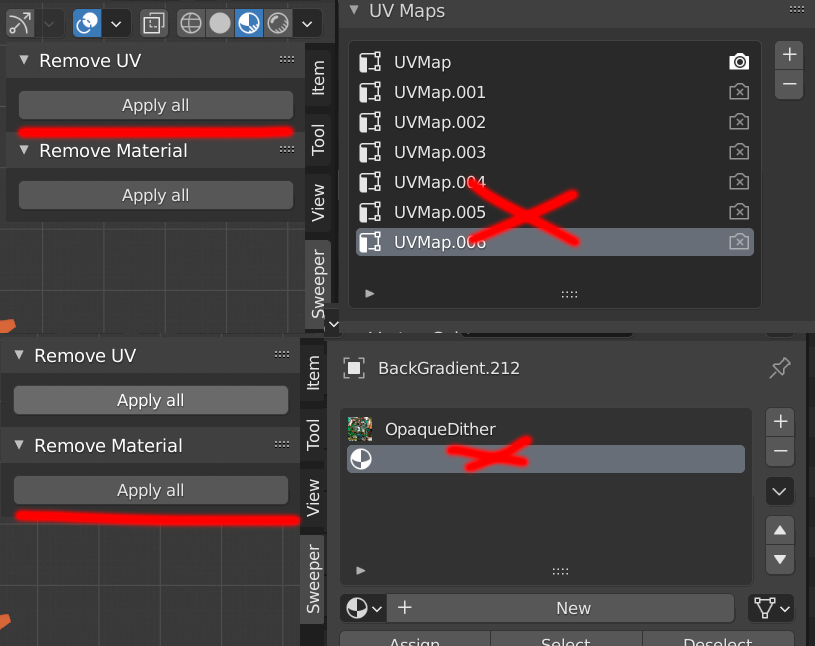 Remove UV
Apply all
Remove Material
Apply all
Item
Tool
View
Sweeper
UV Maps
UVMap
UVMap.001
UVMap.002
UVMap.003
UVMap.004
UVMap.005
UVMap.006
Remove UV
Apply all
Remove Material
Apply all
Item
Tool
View
Sweeper
BackGradient.212
OpaqueDither
New
Assign
Select
Deselect